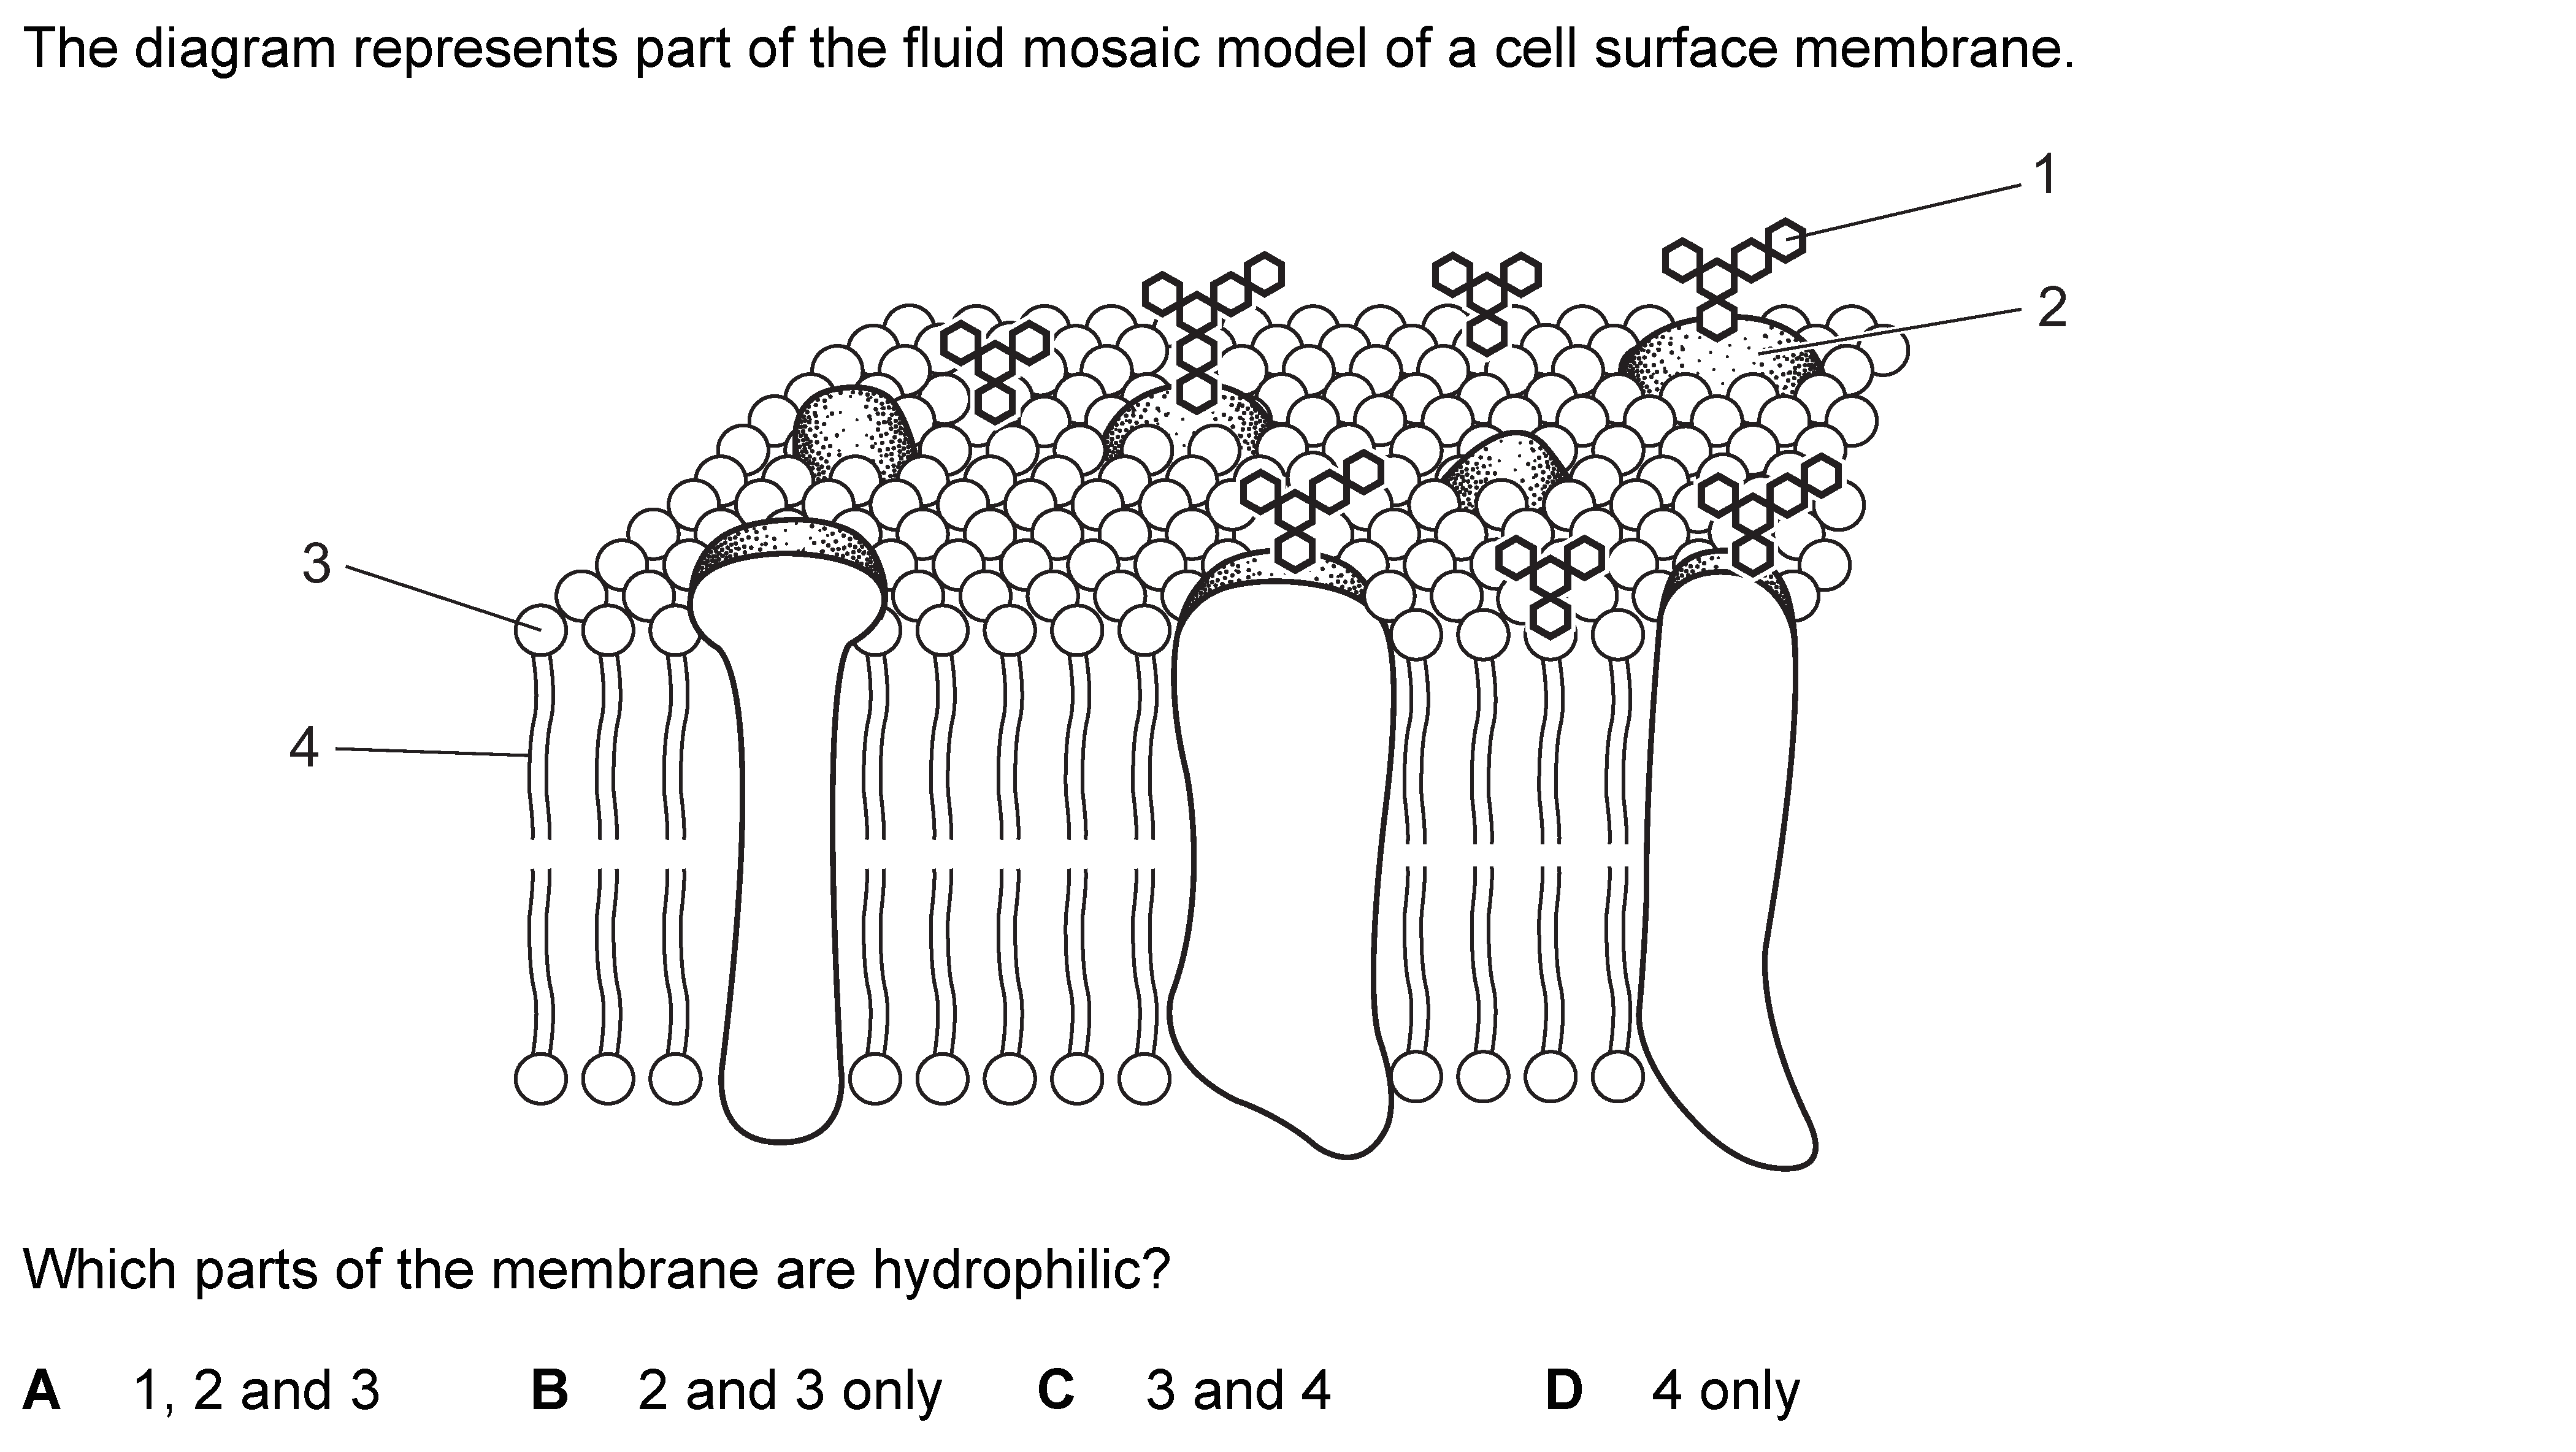 The diagram represents part of the fluid mosaic model of a cell surface membrane.
1
2
3
4
Which parts of the membrane are hydrophilic?
A 1, 2 and 3 B 2 and 3 only C 3 and 4 D 4 only